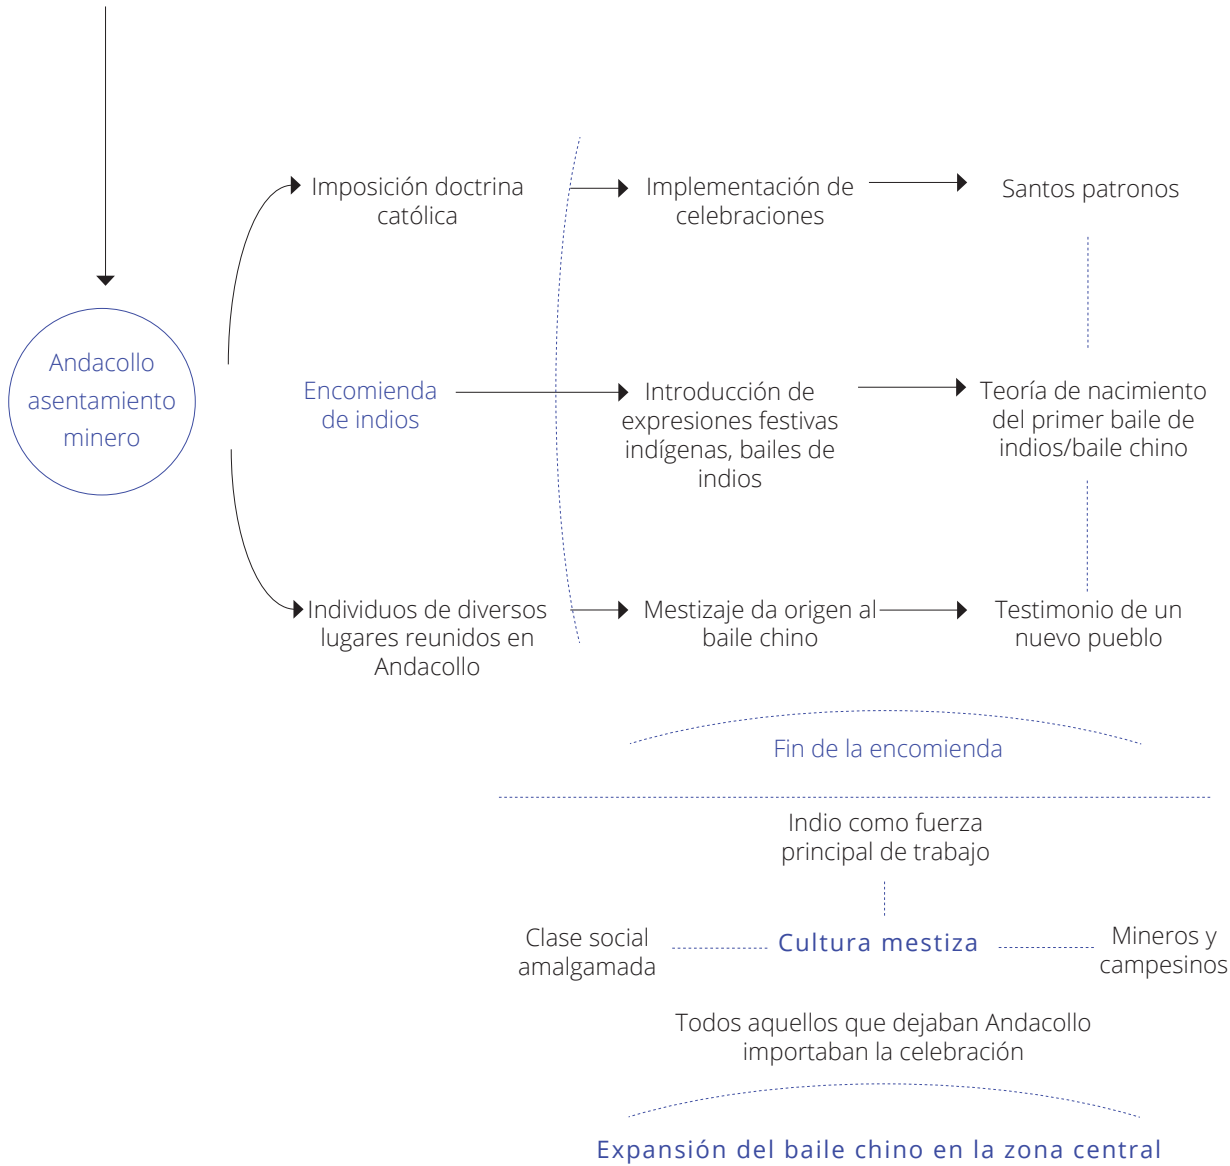 Imposición doctrina
católica
Implementación de
celebraciones
Santos patronos
Andacollo
asentamiento
minero
Encomienda
de indios
Introducción de
expresiones festivas
indígenas, bailes de
indios
Teoría de nacimiento
del primer baile de
indios/baile chino
Individuos de diversos
lugares reunidos en
Andacollo
Mestizaje da origen al
baile chino
Testimonio de un
nuevo pueblo
Fin de la encomienda
Indio como fuerza
principal de trabajo
Clase social
amalgamada
Cultura mestiza
Mineros y
campesinos
Todos aquellos que dejaban Andacollo
importaban la celebración
Expansión del baile chino en la zona central